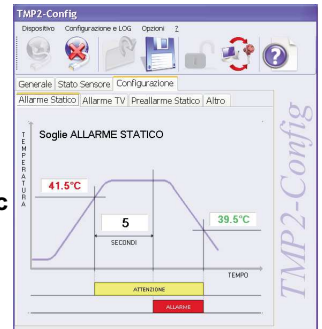 TMP2-Config
Dispositivo Configurazione e LOG Opzioni ?
Generale Stato Sensore Configurazione
Allarme Statico Allarme TV Preallarme Statico Altro
Soglie ALLARME STATICO
TEMPERATURA
41.5°C
5
SECONDI
39.5°C
TEMPO
ATTENZIONE
ALLARME
TMP2-Config
c